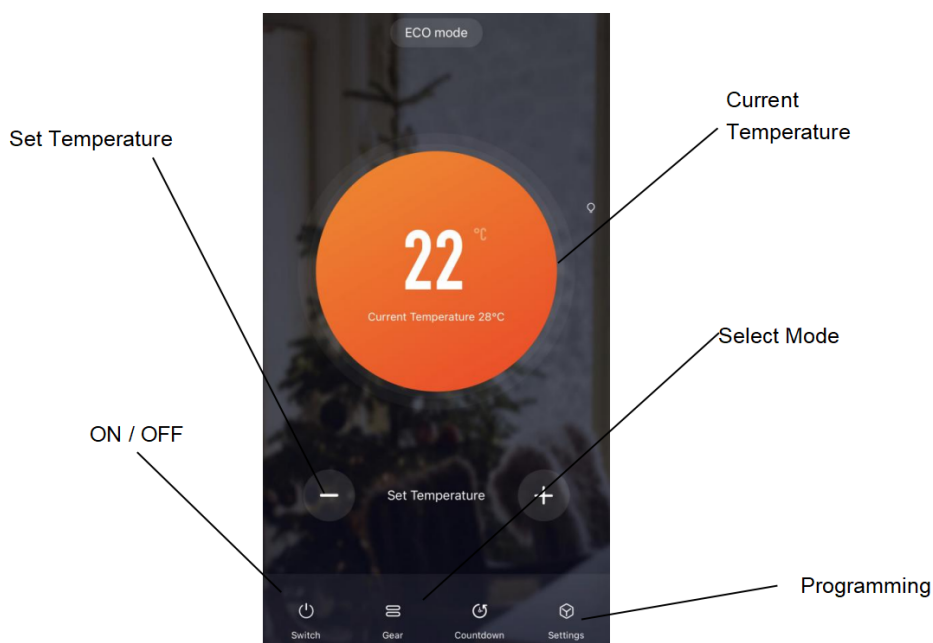 ECO mode
Current
Temperature
Set Temperature
22 °C
Current Temperature 28°C
Select Mode
ON / OFF
Set Temperature
Programming
Switch
Gear
Countdown
Settings